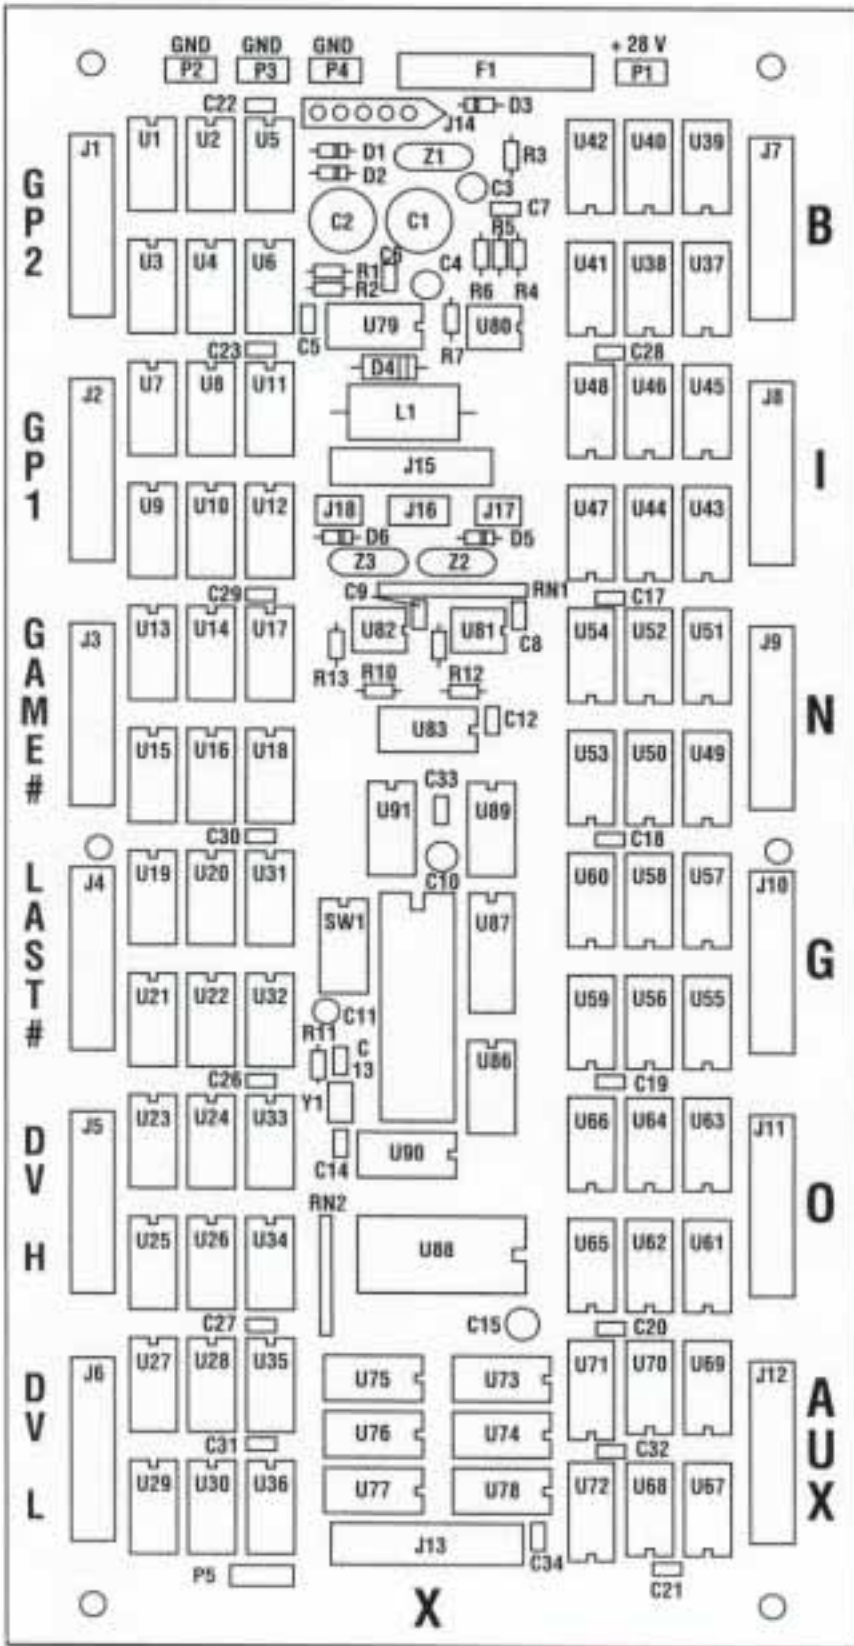 GND GND GND + 28 V
P2 P3 P4 F1 P1
C22 J14 D3
J1 U1 U2 U5 D1 Z1 R3 U42 U40 U39 J7
D2 C3
GP2 C2 C1 C7 B
R5
U3 U4 U6 R1 C6 C4 U41 U38 U37
R2 R6 R4
C5 U79 R7 U80
C23 C28
J2 U7 U8 U11 D4 U48 U46 U45 J8
GP1 L1 I
J15
U9 U10 U12 J18 J16 J17 U47 U44 U43
D6 D5
Z3 Z2
C29 C9 RN1 C17
J3 U13 U14 U17 U82 U81 C8 U54 U52 U51 J9
GAME# R13 R10 R12 N
U15 U16 U18 U83 C12 U53 U50 U49
C33
U91 U89
C30 C18
J4 U19 U20 U31 C10 U60 U58 U57 J10
LAST# SW1 U87 G
U21 U22 U32 C11 U59 U56 U55
R11 C13 U86
C26 C19
J5 U23 U24 U33 Y1 U66 U64 U63 J11
DV C14 U90
H RN2 O
U25 U26 U34 U88 U65 U62 U61
C27 C15 C20
J6 U27 U28 U35 U75 U73 U71 U70 U69 J12
DV U76 U74 AUX
C31 C32
L U29 U30 U36 U77 U78 U72 U68 U67
J13 C34
P5 C21
X